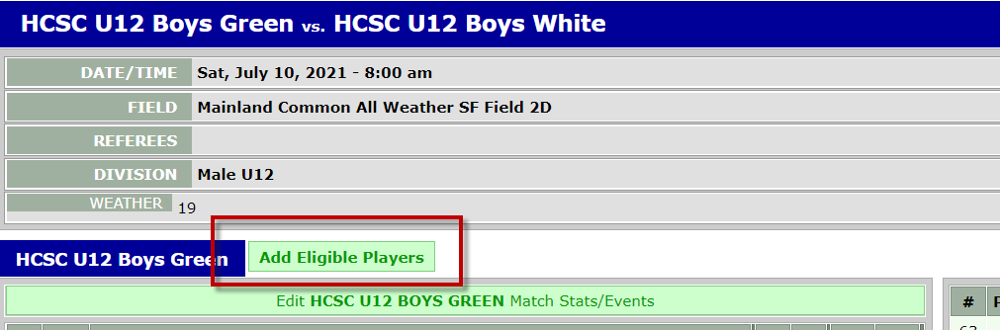 HCSC U12 Boys Green vs. HCSC U12 Boys White
DATE/TIME Sat, July 10, 2021 - 8:00 am
FIELD Mainland Common All Weather SF Field 2D
REFEREES
DIVISION Male U12
WEATHER 19
HCSC U12 Boys Green Add Eligible Players
Edit HCSC U12 BOYS GREEN Match Stats/Events
#